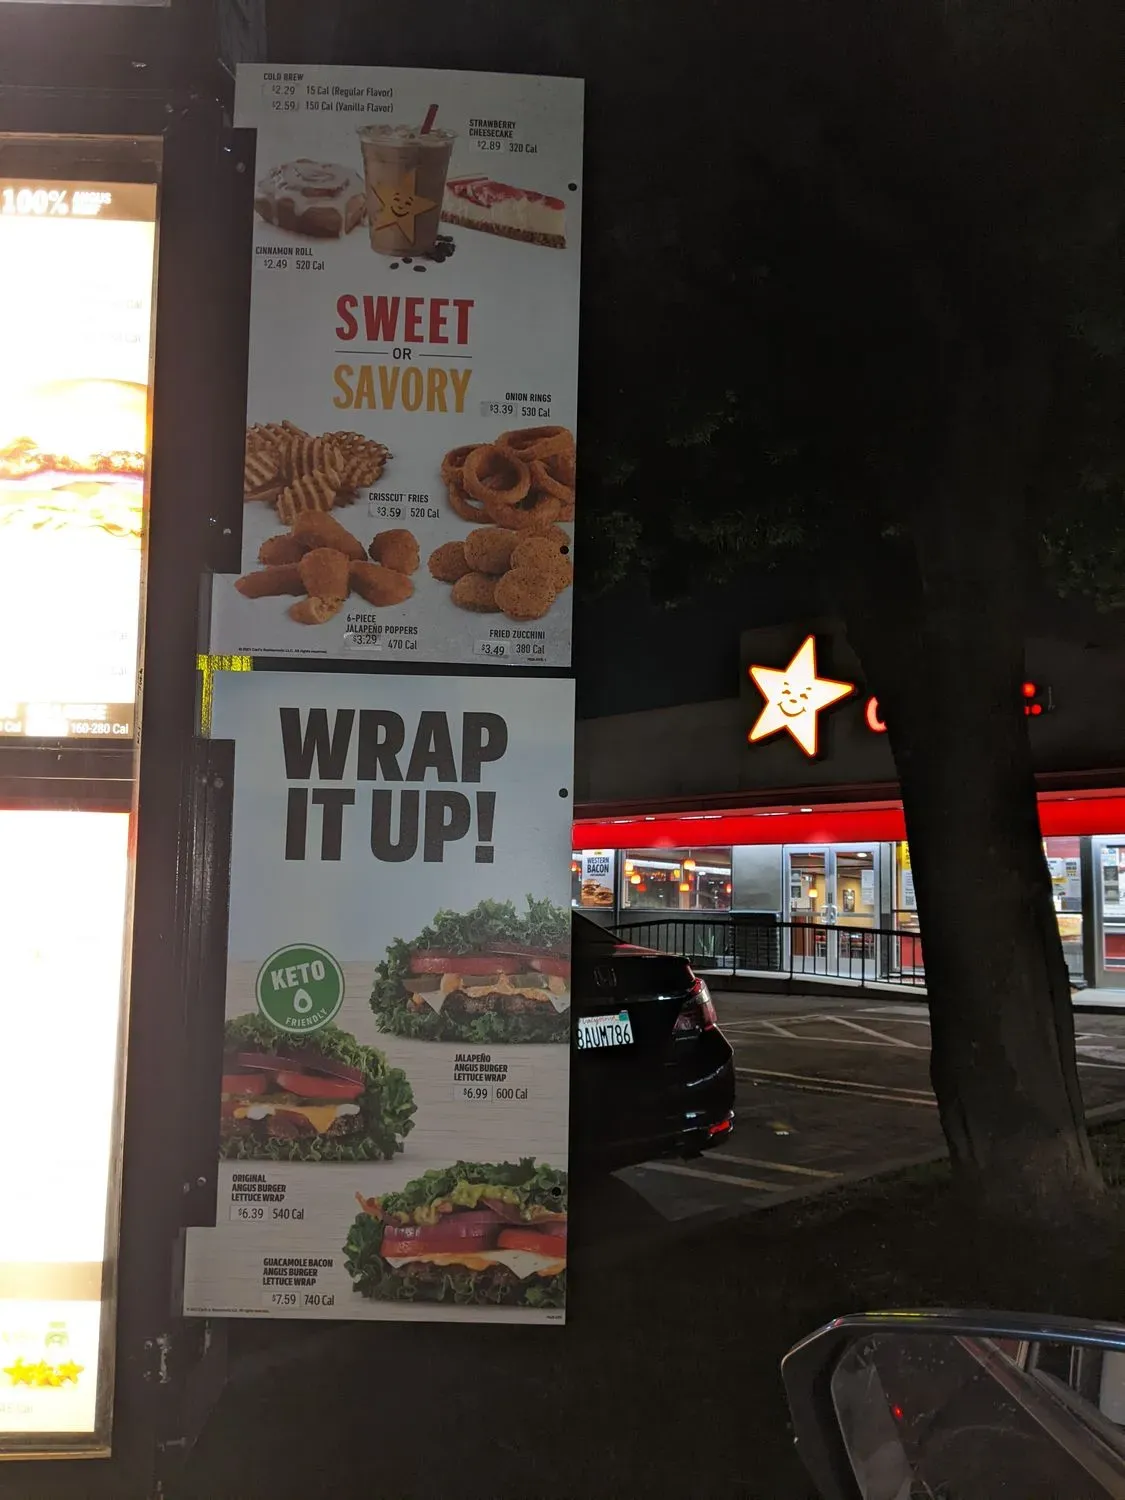 100% ANGUS
COLD BREW
$2.29 15 Cal (Regular Flavor)
$2.59 150 Cal (Vanilla Flavor)
STRAWBERRY
CHEESECAKE
$2.89 320 Cal
CINNAMON ROLL
$2.49 520 Cal
SWEET
OR
SAVORY
ONION RINGS
$3.39 530 Cal
CRISSCUT FRIES
$3.59 520 Cal
6-PIECE
JALAPEÑO POPPERS
$3.29 470 Cal
FRIED ZUCCHINI
$3.49 380 Cal
160-280 Cal
WRAP
IT UP!
KETO
FRIENDLY
JALAPEÑO
ANGUS BURGER
LETTUCE WRAP
$6.99 600 Cal
ORIGINAL
ANGUS BURGER
LETTUCE WRAP
$6.39 540 Cal
GUACAMOLE BACON
ANGUS BURGER
LETTUCE WRAP
$7.59 740 Cal
WESTERN
BACON
California
8AUM786